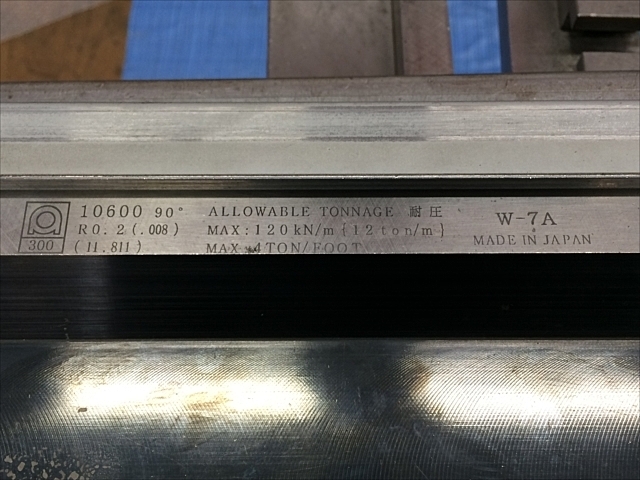 10600 90° ALLOWABLE TONNAGE 耐圧 W-7A
R0.2(.008) MAX:120kN/m{12ton/m} MADE IN JAPAN
300 (11.811) MAX:4TON/FOOT